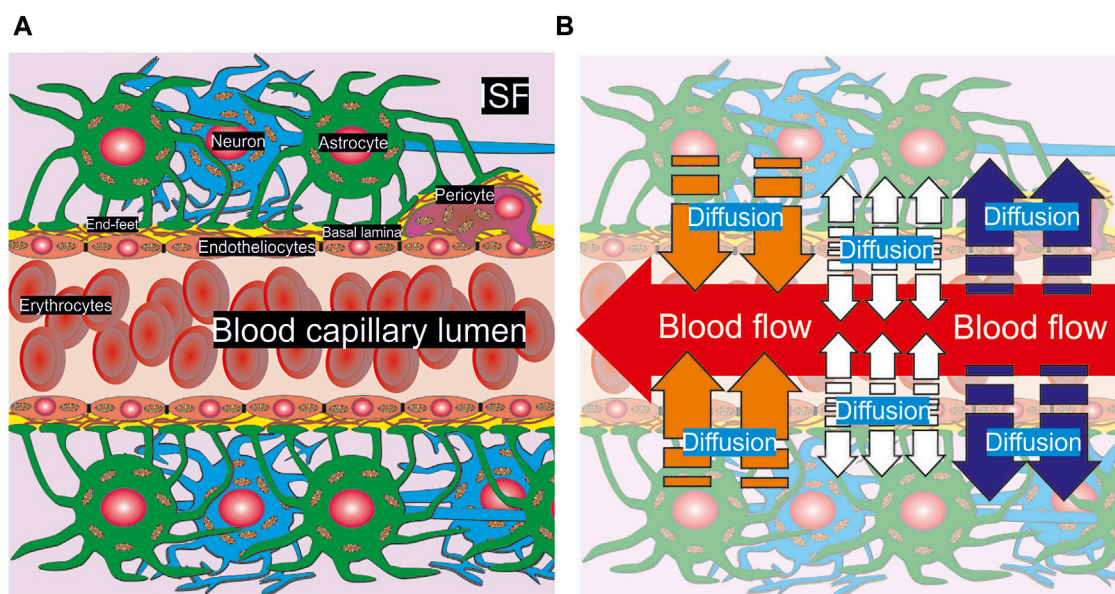 A
B
ISF
Neuron
Astrocyte
Pericyte
End-feet
Basal lamina
Endotheliocytes
Erythrocytes
Blood capillary lumen
Diffusion
Diffusion
Diffusion
Blood flow
Blood flow
Diffusion
Diffusion
Diffusion